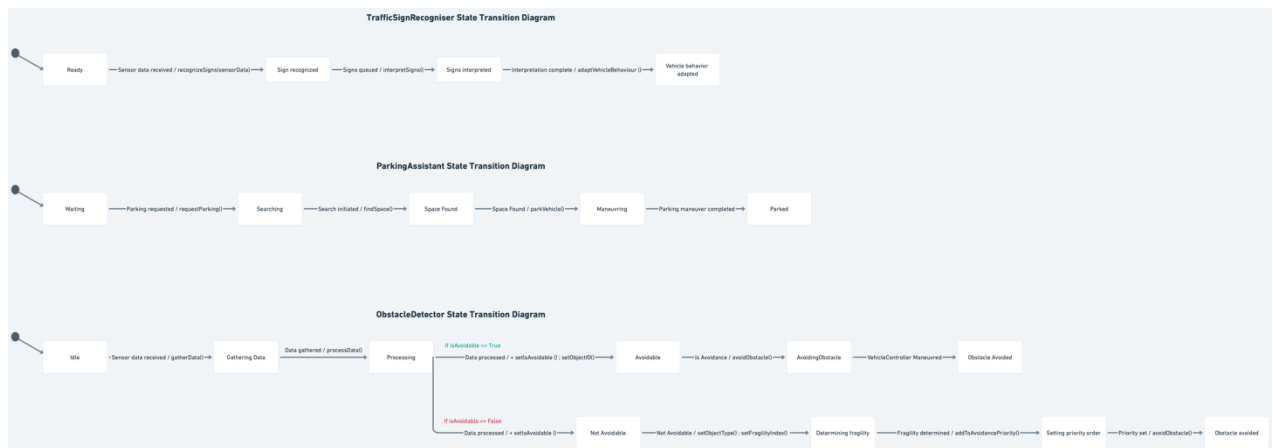 TrafficSignRecogniser State Transition Diagram
Ready
Sensor data received / recognizeSigns(sensorData)
Sign recognized
Signs queued / interpretSigns()
Signs interpreted
Interpretation complete / adaptVehicleBehaviour ()
Vehicle behavior
adapted
ParkingAssistant State Transition Diagram
Waiting
Parking requested / requestParking()
Searching
Search initiated / findSpace()
Space Found
Space Found / parkVehicle()
Maneuvring
Parking maneuver completed
Parked
ObstacleDetector State Transition Diagram
Idle
Sensor data received / gatherData()
Gathering Data
Data gathered / processData()
Processing
If isAvoidable == True
Data processed / + setIsAvoidable () ; setObjectID()
Avoidable
Is Avoidance / avoidObstacle()
AvoidingObstacle
VehicleController Maneuvred
Obstacle Avoided
If IsAvoidable == False
Data processed / + setIsAvoidable ()
Not Avoidable
Not Avoidable / setObjectType() ; setFragilityIndex()
Determining fragility
Fragility determined / addToAvoidancePriority()
Setting priority order
Priority set / avoidObstacle()
Obstacle avoided